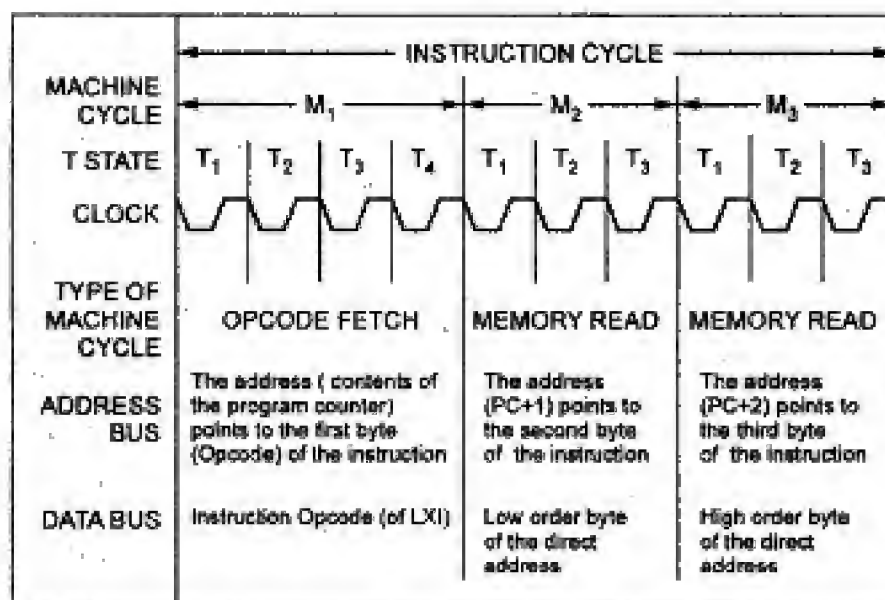 INSTRUCTION CYCLE
MACHINE
CYCLE
M1
M2
M3
T STATE
T1 T2 T3 T4 T1 T2 T3 T1 T2 T3
CLOCK
TYPE OF
MACHINE
CYCLE
OPCODE FETCH
MEMORY READ
MEMORY READ
ADDRESS
BUS
The address ( contents of
the program counter)
points to the first byte
(Opcode) of the instruction
The address
(PC+1) points to
the second byte
of the instruction
The address
(PC+2) points to
the third byte
of the instruction
DATA BUS
Instruction Opcode (of LXI)
Low order byte
of the direct
address
High order byte
of the direct
address